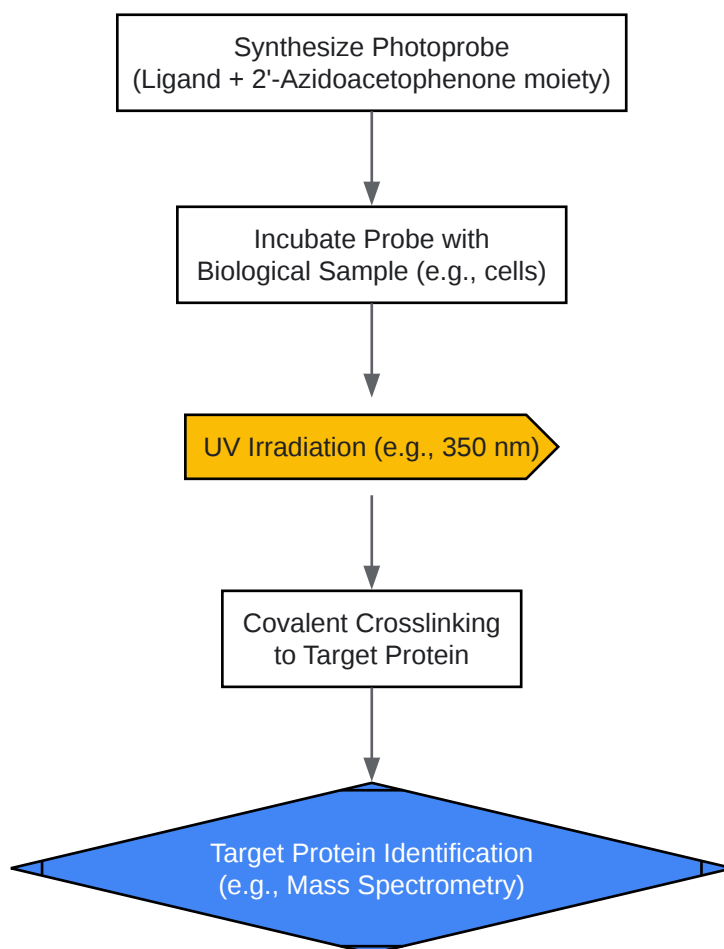 Synthesize Photoprobe
(Ligand + 2'-Azidoacetophenone moiety)
Incubate Probe with
Biological Sample (e.g., cells)
UV Irradiation (e.g., 350 nm)
Covalent Crosslinking
to Target Protein
Target Protein Identification
(e.g., Mass Spectrometry)